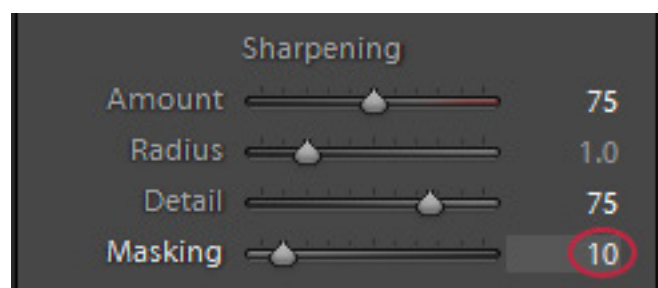 Sharpening
Amount 75
Radius 1.0
Detail 75
Masking 10